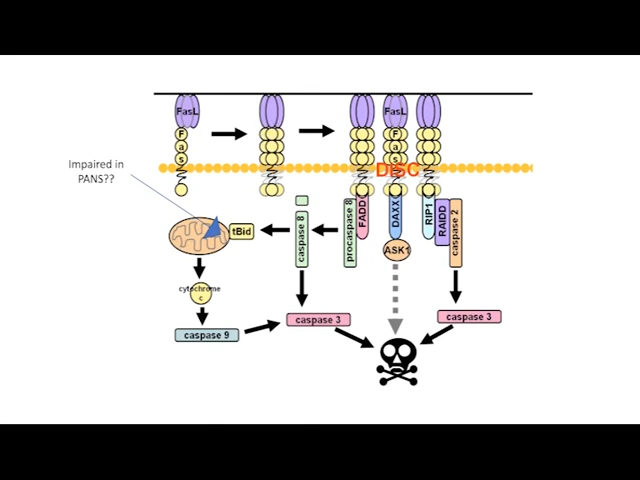 FasL
FasL
F
a
s
F
a
s
Impaired in
PANS??
DISC
procaspase 8
FADD
DAXX
RIP1
RAIDD
caspase 2
caspase 8
tBid
ASK1
cytochrome
c
caspase 9
caspase 3
caspase 3